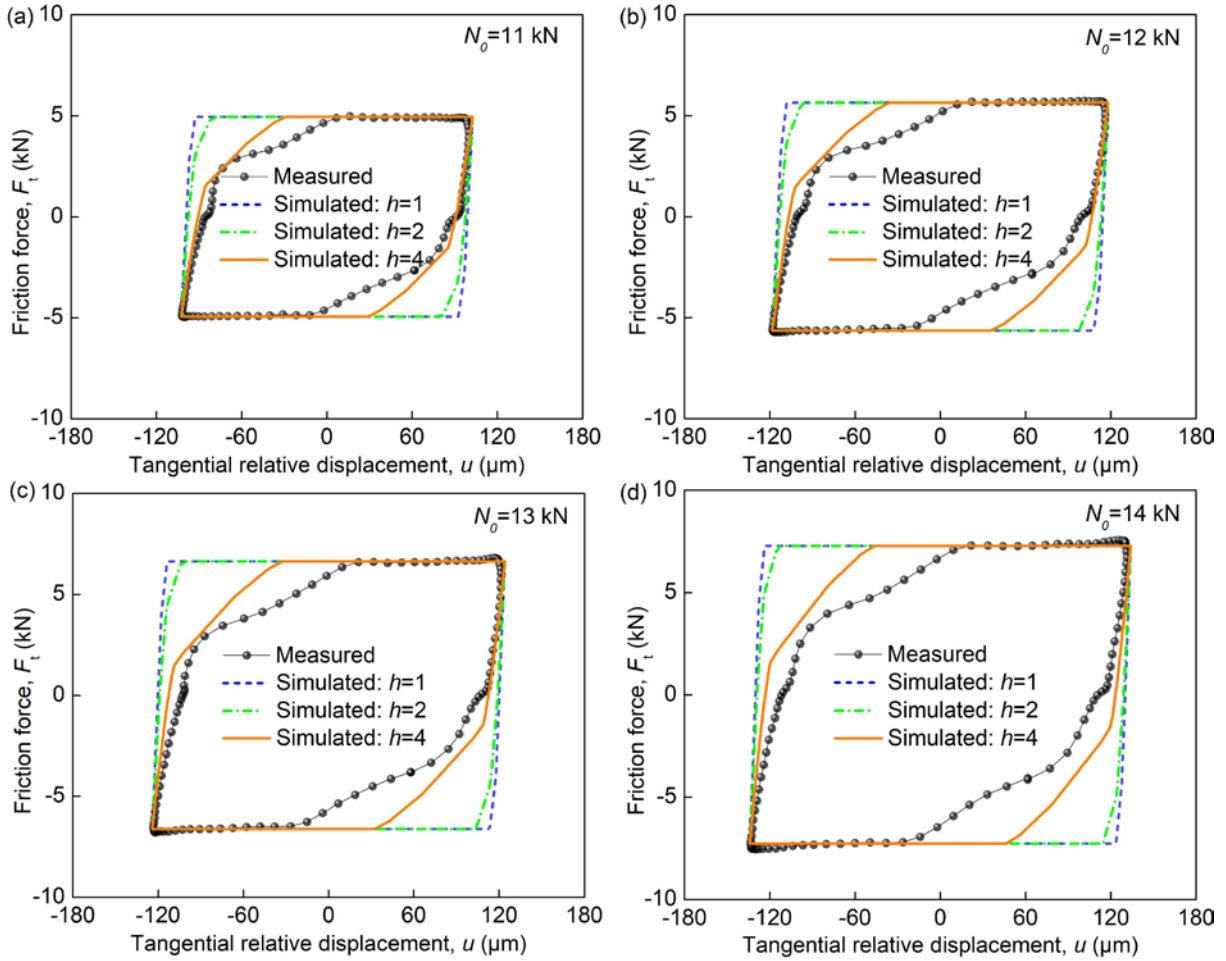 (a)
N₀=11 kN
10
5
0
-5
-10
Friction force, Fₜ (kN)
Measured
Simulated: h=1
Simulated: h=2
Simulated: h=4
-180 -120 -60 0 60 120 180
Tangential relative displacement, u (μm)
(b)
N₀=12 kN
10
5
0
-5
-10
Friction force, Fₜ (kN)
Measured
Simulated: h=1
Simulated: h=2
Simulated: h=4
-180 -120 -60 0 60 120 180
Tangential relative displacement, u (μm)
(c)
N₀=13 kN
10
5
0
-5
-10
Friction force, Fₜ (kN)
Measured
Simulated: h=1
Simulated: h=2
Simulated: h=4
-180 -120 -60 0 60 120 180
Tangential relative displacement, u (μm)
(d)
N₀=14 kN
10
5
0
-5
-10
Friction force, Fₜ (kN)
Measured
Simulated: h=1
Simulated: h=2
Simulated: h=4
-180 -120 -60 0 60 120 180
Tangential relative displacement, u (μm)